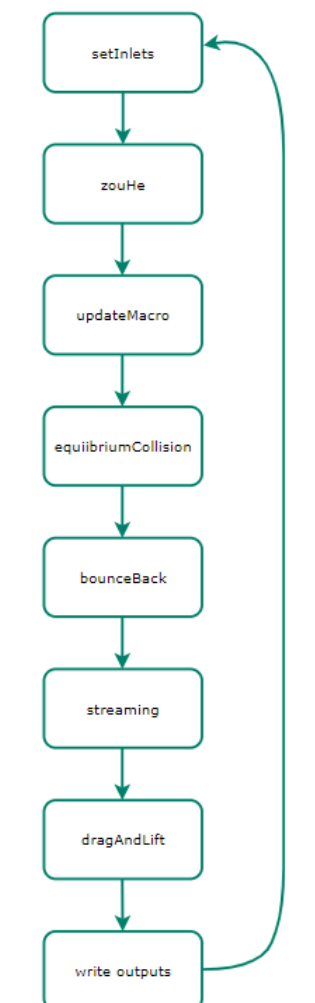 setInlets
zouHe
updateMacro
equiibriumCollision
bounceBack
streaming
dragAndLift
write outputs